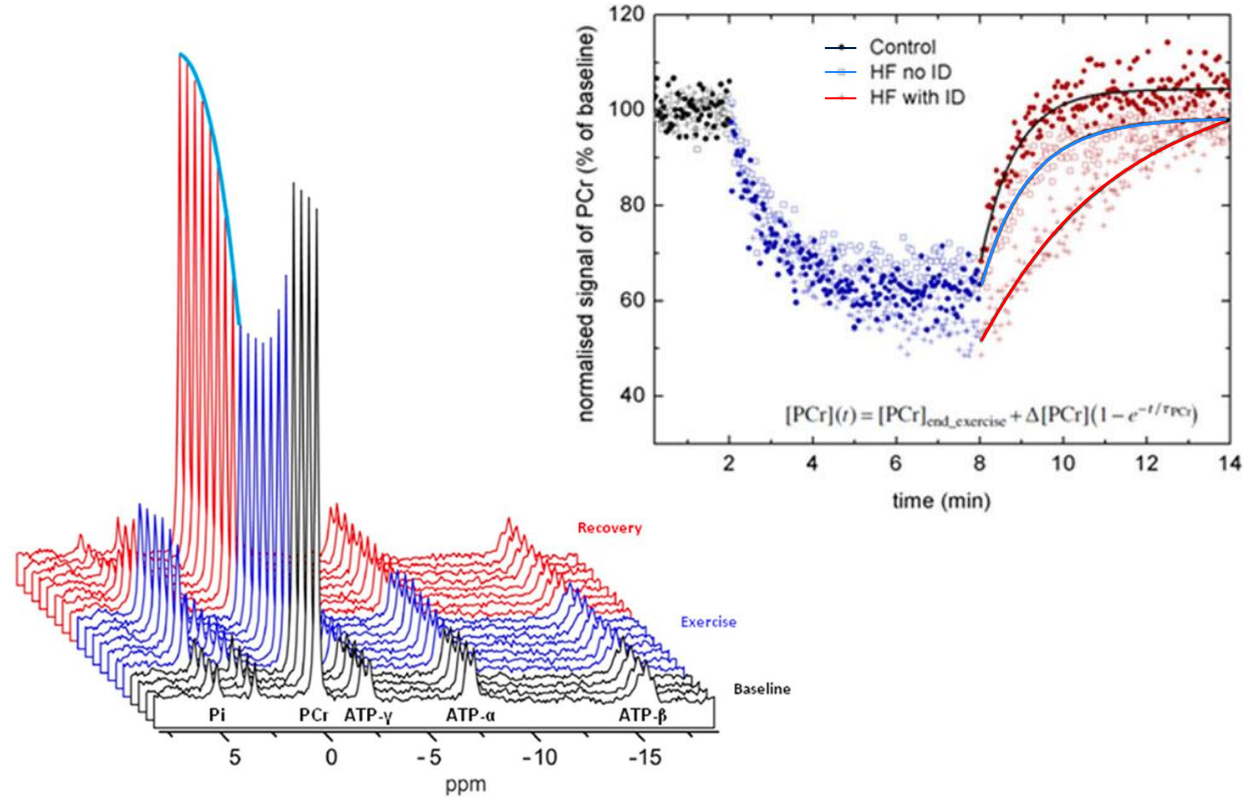 120
100
80
60
40
normalised signal of PCr (% of baseline)
Control
HF no ID
HF with ID
[PCr](t) = [PCr]end_exercise + Δ[PCr](1 − e−t/τPCr)
2 4 6 8 10 12 14
time (min)
Recovery
Exercise
Baseline
Pi PCr ATP-γ ATP-α ATP-β
5 0 -5 -10 -15
ppm